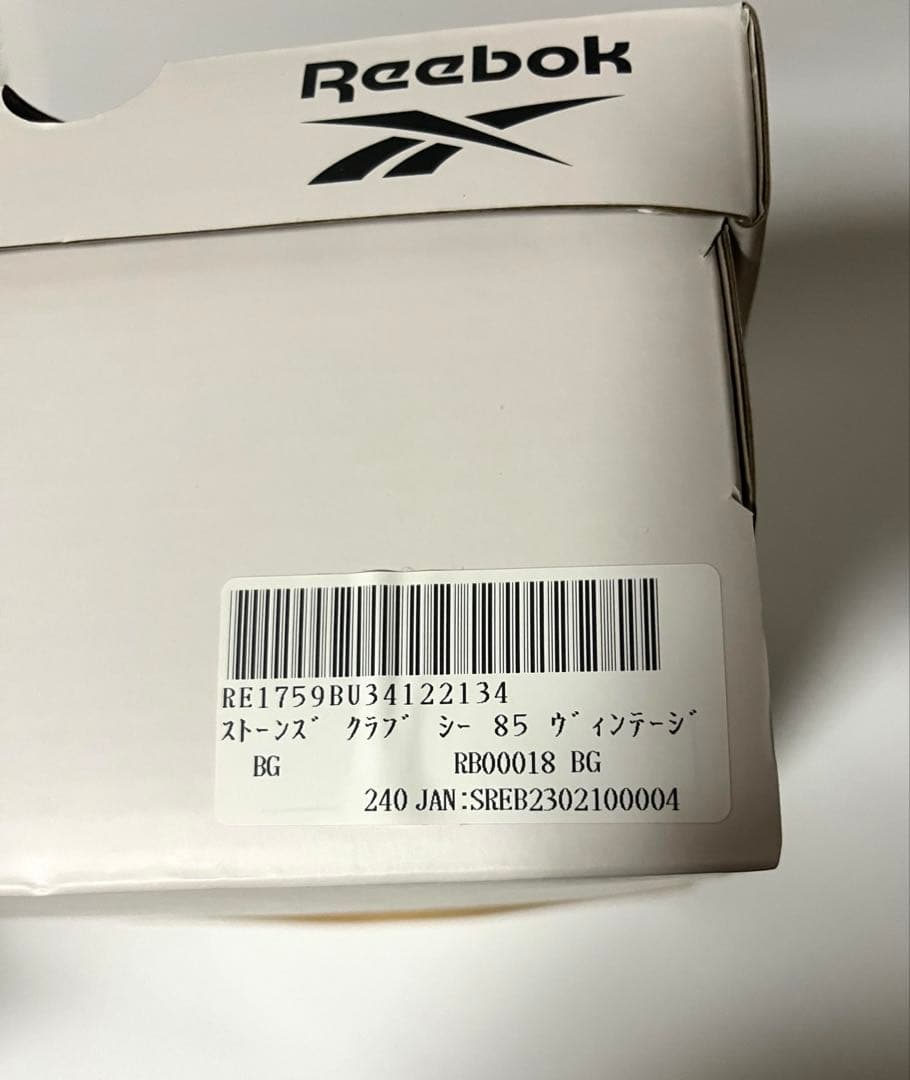 Reebok
RE1759BU34122134
ｽﾄｰﾝｽﾞ ｸﾗﾌﾞ ｼｰ 85 ｳﾞｨﾝﾃｰｼﾞ
BG RB00018 BG
240 JAN:SREB2302100004